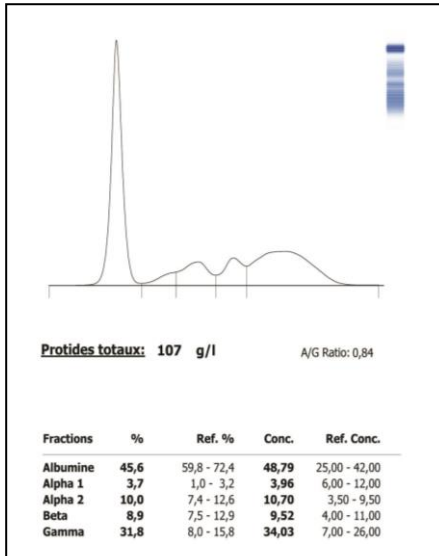 Protides totaux: 107 g/l A/G Ratio: 0,84
Fractions % Ref. % Conc. Ref. Conc.
Albumine 45,6 59,8 - 72,4 48,79 25,00 - 42,00
Alpha 1 3,7 1,0 - 3,2 3,96 6,00 - 12,00
Alpha 2 10,0 7,4 - 12,6 10,70 3,50 - 9,50
Beta 8,9 7,5 - 12,9 9,52 4,00 - 11,00
Gamma 31,8 8,0 - 15,8 34,03 7,00 - 26,00